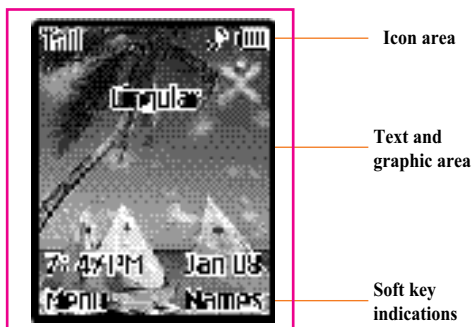 Icon area
cingular
Text and
graphic area
7:47PM Jan 08
Menu Names
Soft key
indications